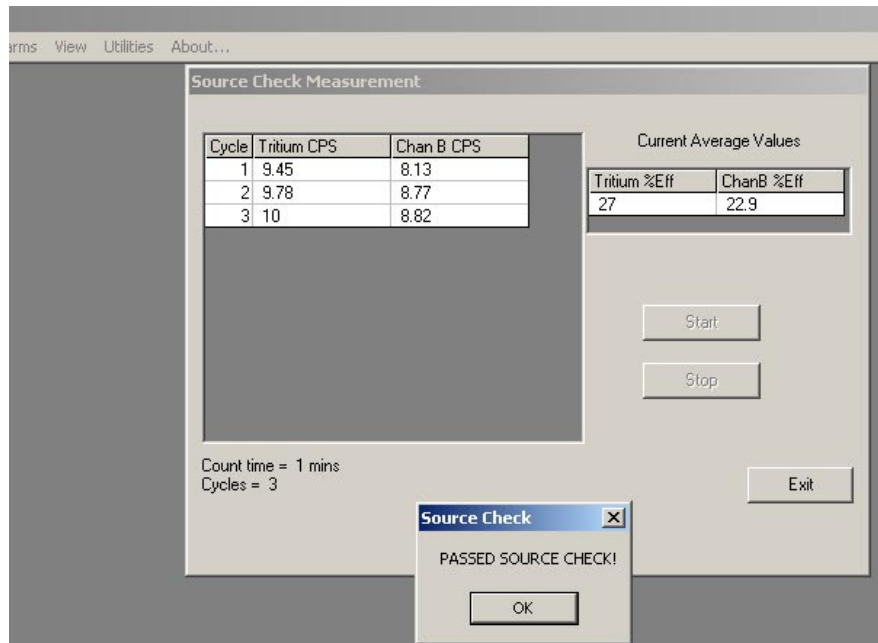 arms View Utilities About...
Source Check Measurement
Cycle Tritium CPS Chan B CPS
1 9.45 8.13
2 9.78 8.77
3 10 8.82
Current Average Values
Tritium %Eff ChanB %Eff
27 22.9
Start
Stop
Count time = 1 mins
Cycles = 3
Exit
Source Check
PASSED SOURCE CHECK!
OK